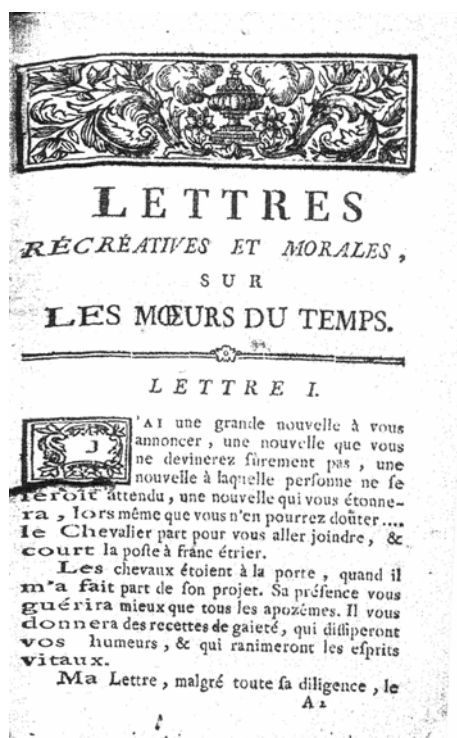 LETTRES
RÉCRÉATIVES ET MORALES,
SUR
LES MŒURS DU TEMPS.
LETTRE I.
J'AI une grande nouvelle à vous
annoncer, une nouvelle que vous
ne devinerez ſûrement pas, une
nouvelle à laquelle perſonne ne ſe
ſeroit attendu, une nouvelle qui vous étonne-
ra, lors même que vous n'en pourrez doûter....
le Chevalier part pour vous aller joindre, &
court la poſte à franc étrier.
Les chevaux étoient à la porte, quand il
m'a fait part de ſon projet. Sa préſence vous
guérira mieux que tous les apozémes. Il vous
donnera des recettes de gaieté, qui diſſiperont
vos humeurs, & qui ranimeront les eſprits
vitaux.
Ma Lettre, malgré toute ſa diligence, le
A 2